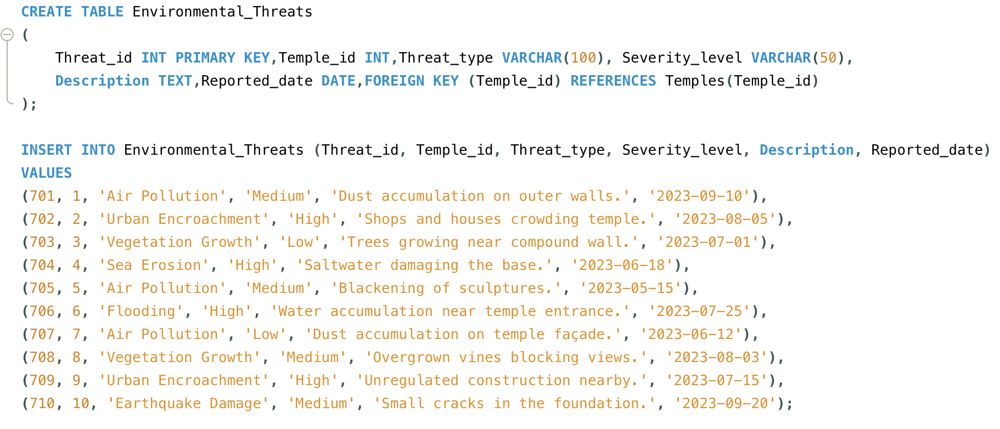 CREATE TABLE Environmental_Threats
(
    Threat_id INT PRIMARY KEY,Temple_id INT,Threat_type VARCHAR(100), Severity_level VARCHAR(50),
    Description TEXT,Reported_date DATE,FOREIGN KEY (Temple_id) REFERENCES Temples(Temple_id)
);
INSERT INTO Environmental_Threats (Threat_id, Temple_id, Threat_type, Severity_level, Description, Reported_date)
VALUES
(701, 1, 'Air Pollution', 'Medium', 'Dust accumulation on outer walls.', '2023-09-10'),
(702, 2, 'Urban Encroachment', 'High', 'Shops and houses crowding temple.', '2023-08-05'),
(703, 3, 'Vegetation Growth', 'Low', 'Trees growing near compound wall.', '2023-07-01'),
(704, 4, 'Sea Erosion', 'High', 'Saltwater damaging the base.', '2023-06-18'),
(705, 5, 'Air Pollution', 'Medium', 'Blackening of sculptures.', '2023-05-15'),
(706, 6, 'Flooding', 'High', 'Water accumulation near temple entrance.', '2023-07-25'),
(707, 7, 'Air Pollution', 'Low', 'Dust accumulation on temple façade.', '2023-06-12'),
(708, 8, 'Vegetation Growth', 'Medium', 'Overgrown vines blocking views.', '2023-08-03'),
(709, 9, 'Urban Encroachment', 'High', 'Unregulated construction nearby.', '2023-07-15'),
(710, 10, 'Earthquake Damage', 'Medium', 'Small cracks in the foundation.', '2023-09-20');